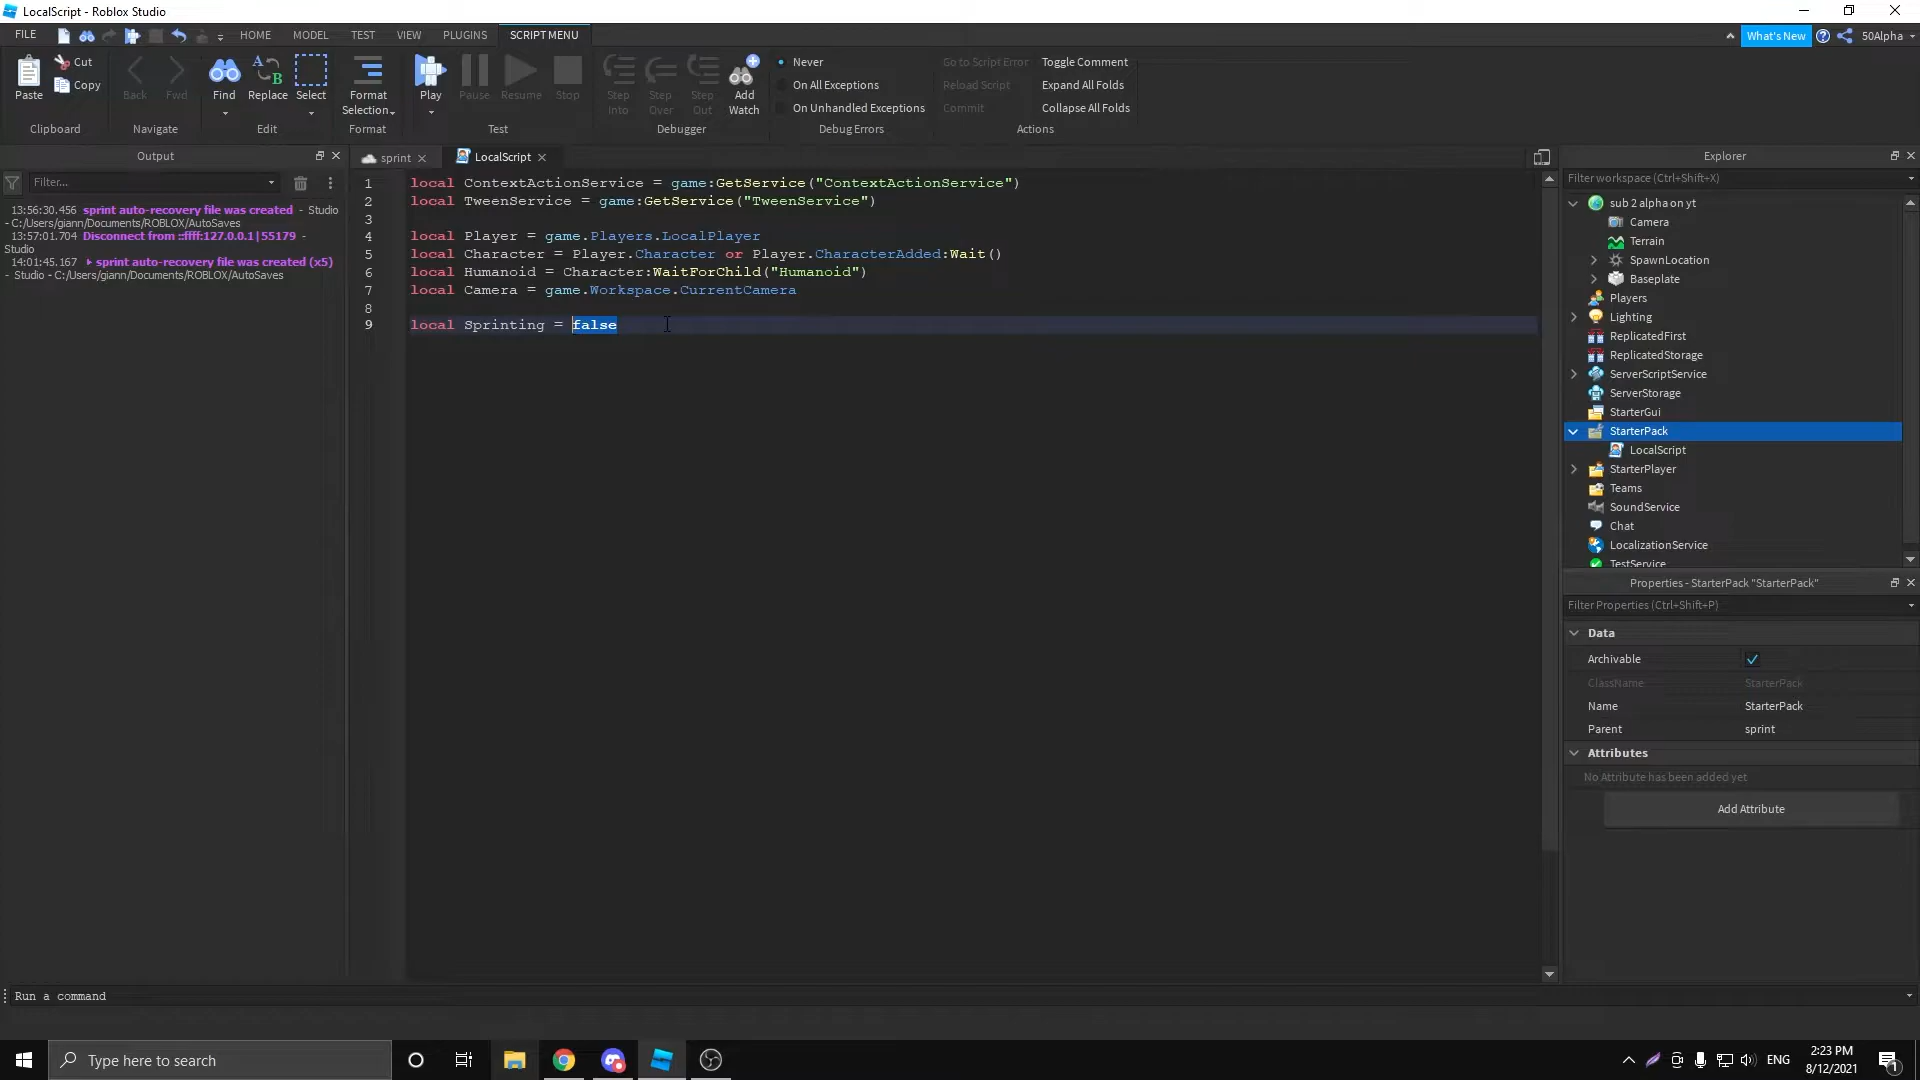 LocalScript - Roblox Studio
FILE HOME MODEL TEST VIEW PLUGINS SCRIPT MENU What's New 50Alpha
Paste Cut Copy
Clipboard
Back Fwd
Navigate
Find Replace Select
Edit
Format Selection
Format
Play Pause Resume Stop
Test
Step Into Step Over Step Out Add Watch
Debugger
Never
On All Exceptions
On Unhandled Exceptions
Debug Errors
Go to Script Error Toggle Comment
Reload Script Expand All Folds
Commit Collapse All Folds
Actions
Output
Filter...
13:56:30.456 sprint auto-recovery file was created - Studio
- C:/Users/giann/Documents/ROBLOX/AutoSaves
13:57:01.704 Disconnect from ::ffff:127.0.0.1|55179 -
Studio
14:01:45.167 sprint auto-recovery file was created (x5)
- Studio - C:/Users/giann/Documents/ROBLOX/AutoSaves
sprint LocalScript
1 local ContextActionService = game:GetService("ContextActionService")
2 local TweenService = game:GetService("TweenService")
3
4 local Player = game.Players.LocalPlayer
5 local Character = Player.Character or Player.CharacterAdded:Wait()
6 local Humanoid = Character:WaitForChild("Humanoid")
7 local Camera = game.Workspace.CurrentCamera
8
9 local Sprinting = false
Explorer
Filter workspace (Ctrl+Shift+X)
sub 2 alpha on yt
Camera
Terrain
SpawnLocation
Baseplate
Players
Lighting
ReplicatedFirst
ReplicatedStorage
ServerScriptService
ServerStorage
StarterGui
StarterPack
LocalScript
StarterPlayer
Teams
SoundService
Chat
LocalizationService
TestService
Properties - StarterPack "StarterPack"
Filter Properties (Ctrl+Shift+P)
Data
Archivable
ClassName StarterPack
Name StarterPack
Parent sprint
Attributes
No Attribute has been added yet
Add Attribute
Run a command
Type here to search
ENG
2:23 PM
8/12/2021
1